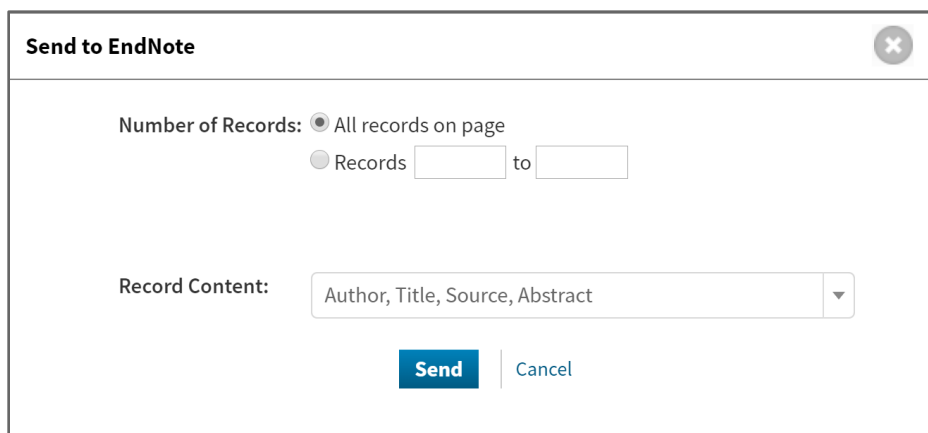 Send to EndNote
Number of Records: All records on page
Records to
Record Content: Author, Title, Source, Abstract
Send Cancel